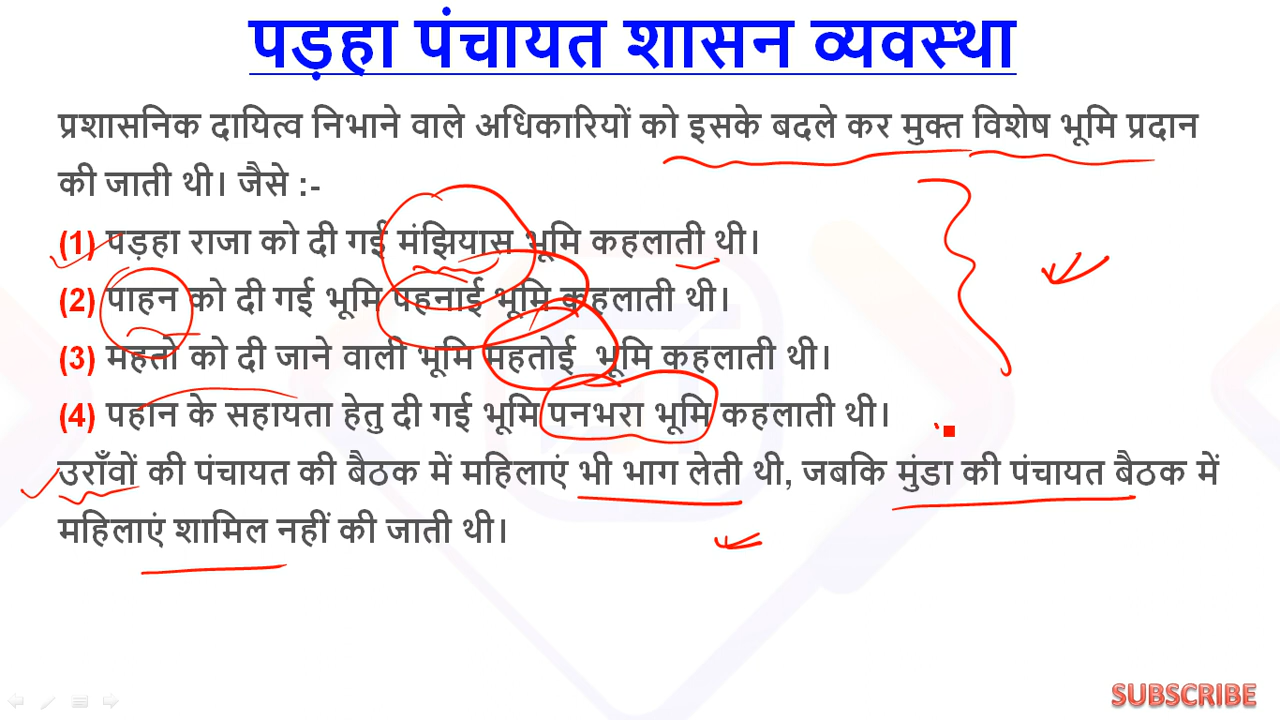 पड़हा पंचायत शासन व्यवस्था
प्रशासनिक दायित्व निभाने वाले अधिकारियों को इसके बदले कर मुक्त विशेष भूमि प्रदान
की जाती थी। जैसे :-
(1) पड़हा राजा को दी गई मंझियास भूमि कहलाती थी।
(2) पाहन को दी गई भूमि पहनाई भूमि कहलाती थी।
(3) महतो को दी जाने वाली भूमि महतोई भूमि कहलाती थी।
(4) पहान के सहायता हेतु दी गई भूमि पनभरा भूमि कहलाती थी।
उराँवों की पंचायत की बैठक में महिलाएं भी भाग लेती थी, जबकि मुंडा की पंचायत बैठक में
महिलाएं शामिल नहीं की जाती थी।
SUBSCRIBE